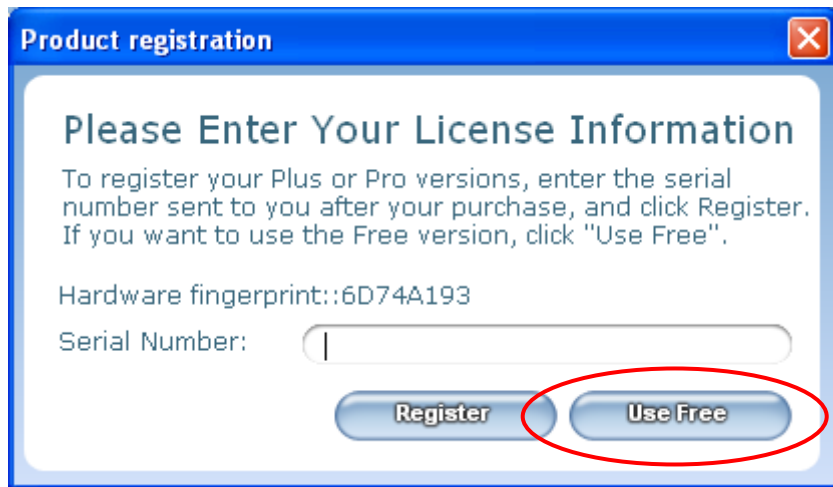 Product registration
Please Enter Your License Information
To register your Plus or Pro versions, enter the serial
number sent to you after your purchase, and click Register.
If you want to use the Free version, click "Use Free".
Hardware fingerprint::6D74A193
Serial Number:
Register Use Free